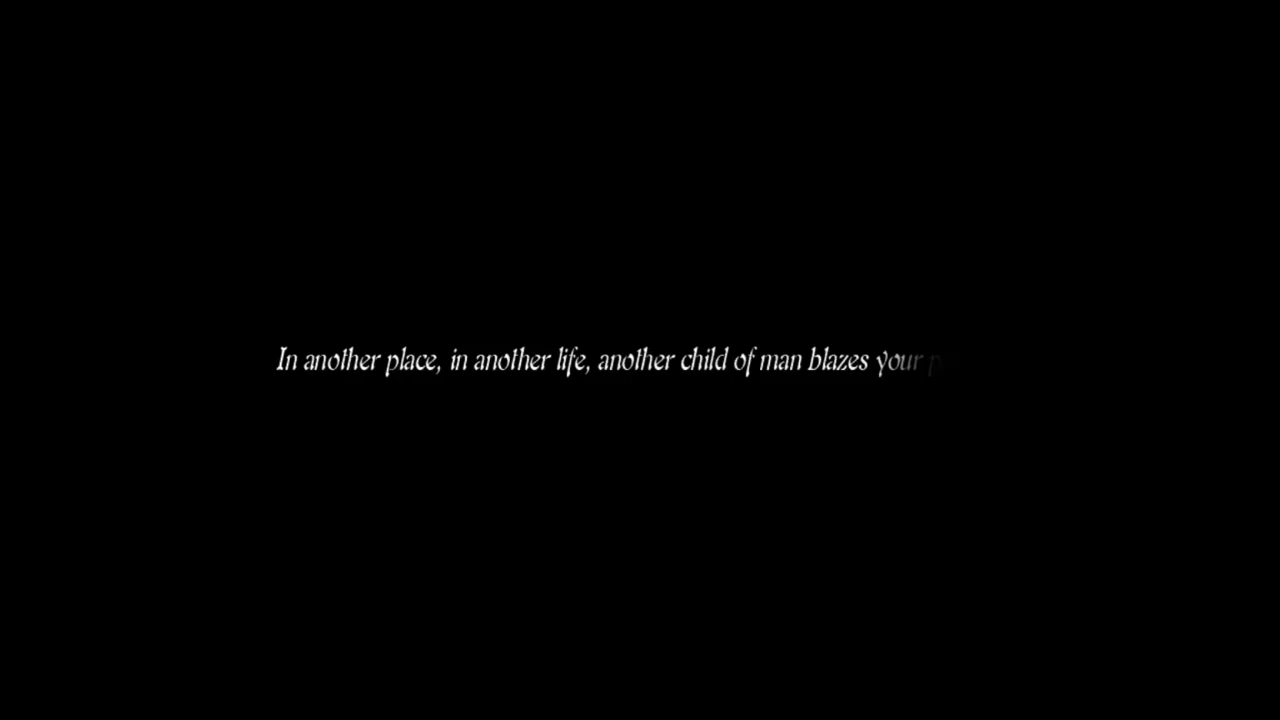 In another place, in another life, another child of man blazes your